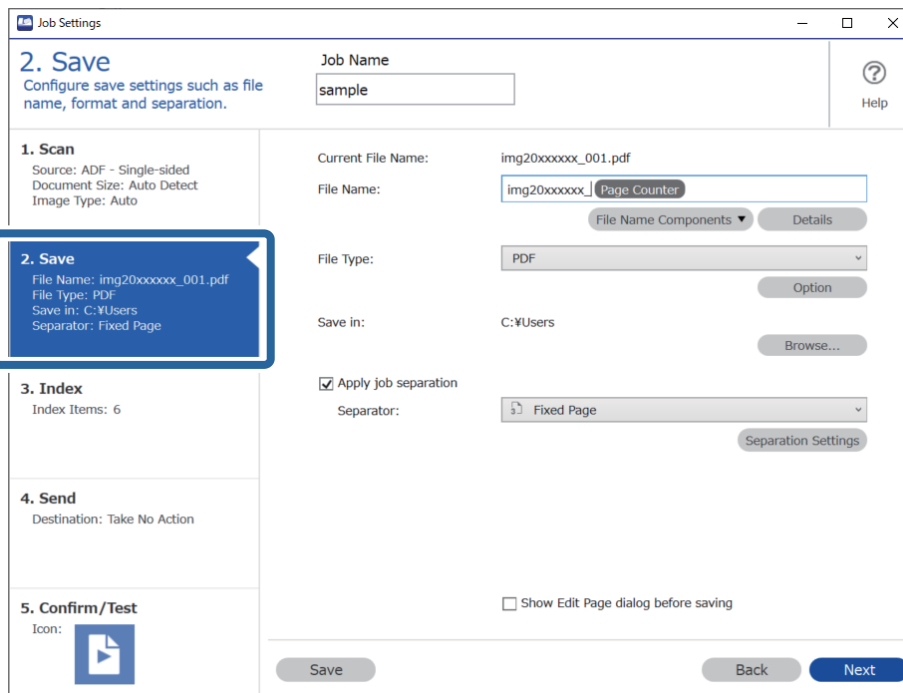 Job Settings
2. Save
Configure save settings such as file
name, format and separation.
Job Name
sample
Help
1. Scan
Source: ADF - Single-sided
Document Size: Auto Detect
Image Type: Auto
2. Save
File Name: img20xxxxxx_001.pdf
File Type: PDF
Save in: C:¥Users
Separator: Fixed Page
3. Index
Index Items: 6
4. Send
Destination: Take No Action
5. Confirm/Test
Icon:
Current File Name: img20xxxxxx_001.pdf
File Name: img20xxxxxx_ Page Counter
File Name Components ▼ Details
File Type: PDF
Option
Save in: C:¥Users
Browse...
Apply job separation
Separator: Fixed Page
Separation Settings
Show Edit Page dialog before saving
Save Back Next